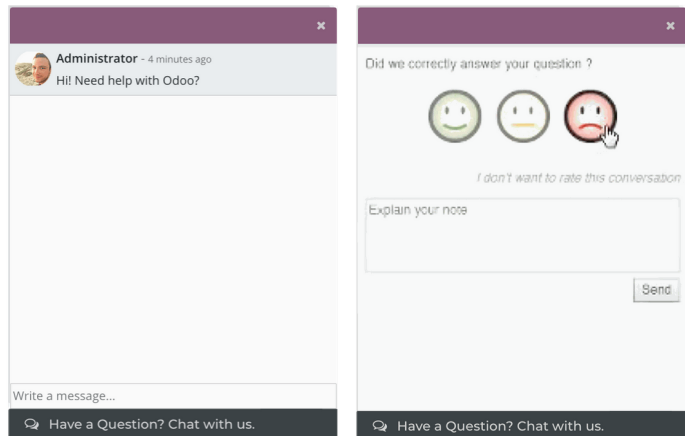 ×
Administrator - 4 minutes ago
Hi! Need help with Odoo?
Write a message...
Have a Question? Chat with us.
×
Did we correctly answer your question ?
I don't want to rate this conversation
Explain your note
Send
Have a Question? Chat with us.